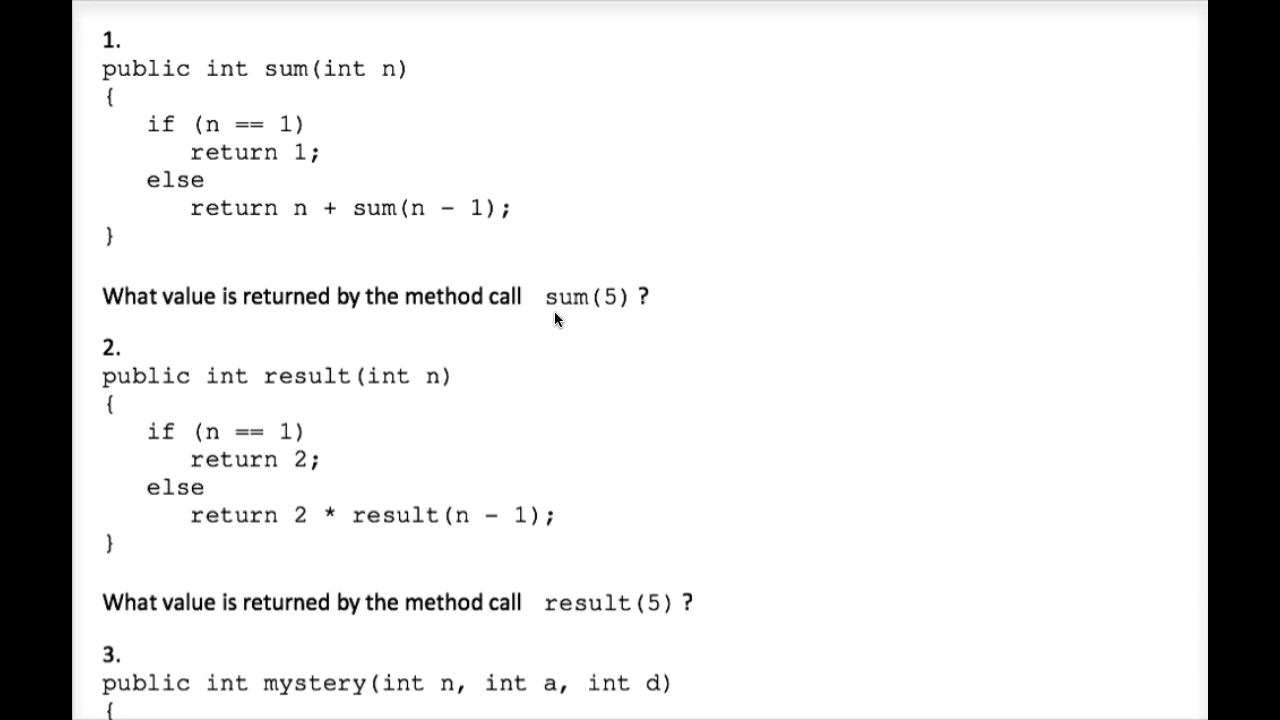 1.
public int sum(int n)
{
if (n == 1)
return 1;
else
return n + sum(n - 1);
}
What value is returned by the method call sum(5) ?
2.
public int result(int n)
{
if (n == 1)
return 2;
else
return 2 * result(n - 1);
}
What value is returned by the method call result(5) ?
3.
public int mystery(int n, int a, int d)
{